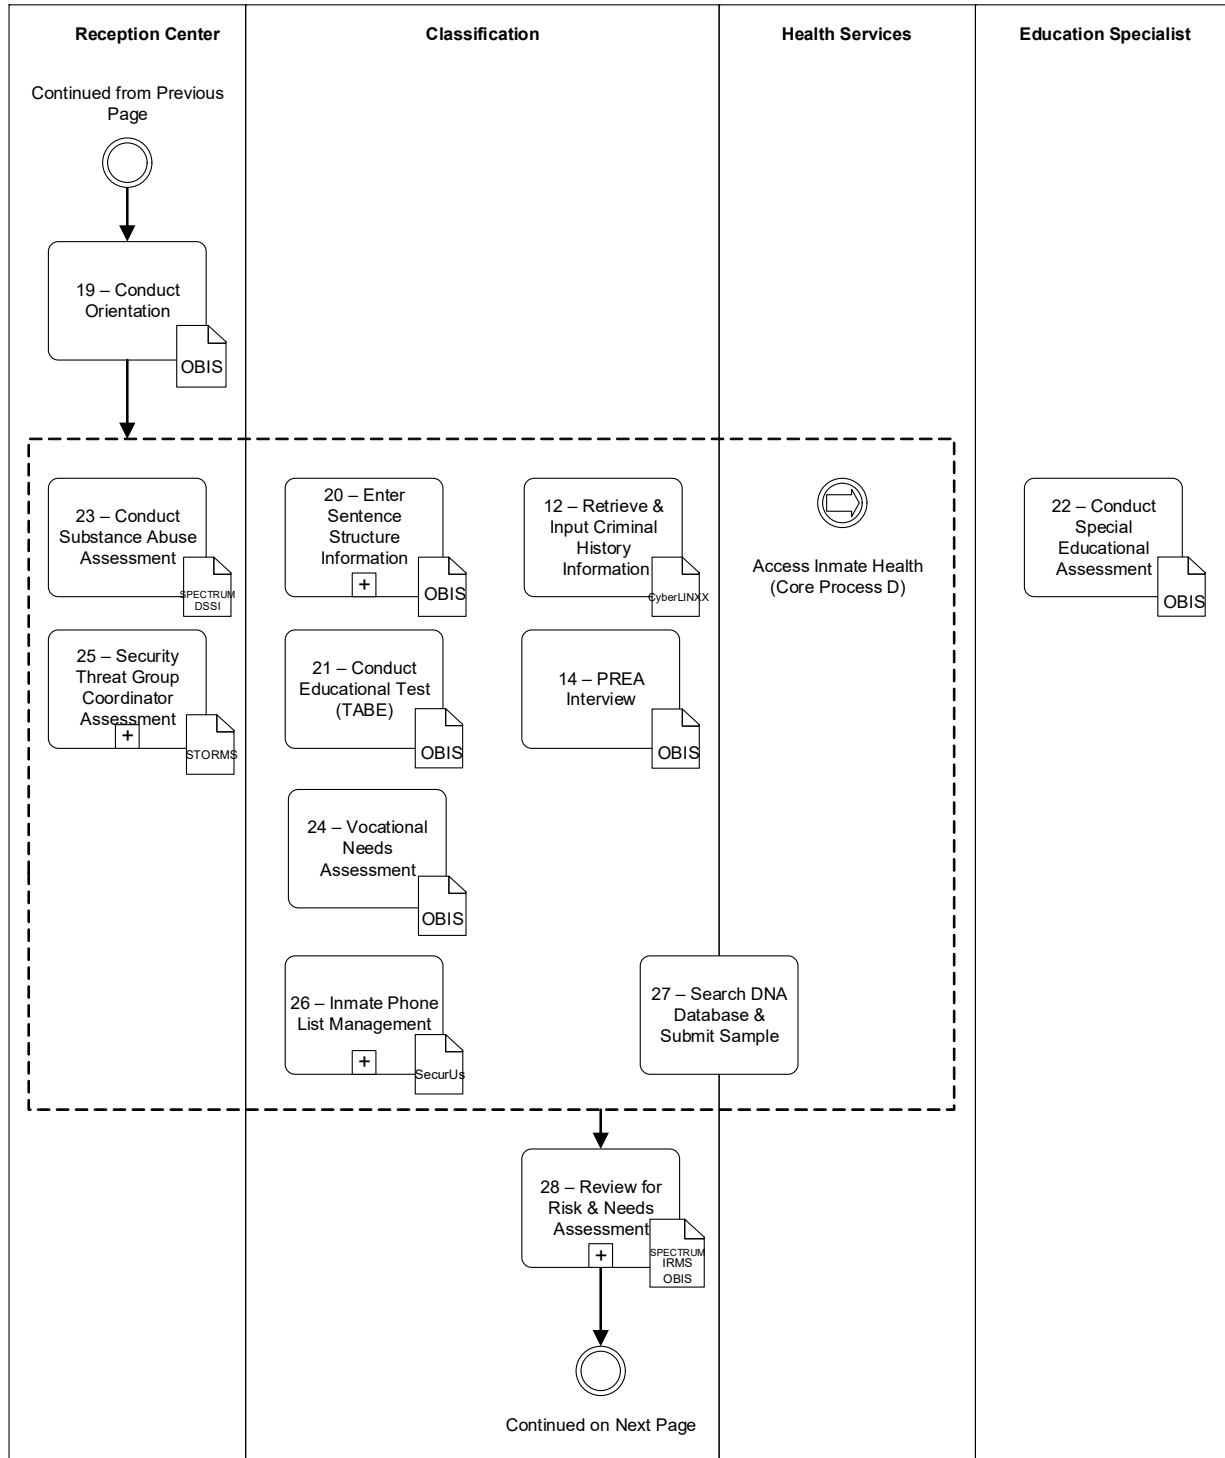 Reception Center
Classification
Health Services
Education Specialist
Continued from Previous
Page
19 – Conduct
Orientation
OBIS
23 – Conduct
Substance Abuse
Assessment
SPECTRUM
DSSI
20 – Enter
Sentence
Structure
Information
+
OBIS
12 – Retrieve &
Input Criminal
History
Information
CyberLINXX
Access Inmate Health
(Core Process D)
22 – Conduct
Special
Educational
Assessment
OBIS
25 – Security
Threat Group
Coordinator
Assessment
+
STORMS
21 – Conduct
Educational Test
(TABE)
OBIS
14 – PREA
Interview
OBIS
24 – Vocational
Needs
Assessment
OBIS
26 – Inmate Phone
List Management
+
SecurUs
27 – Search DNA
Database &
Submit Sample
28 – Review for
Risk & Needs
Assessment
+
SPECTRUM
IRMS
OBIS
Continued on Next Page